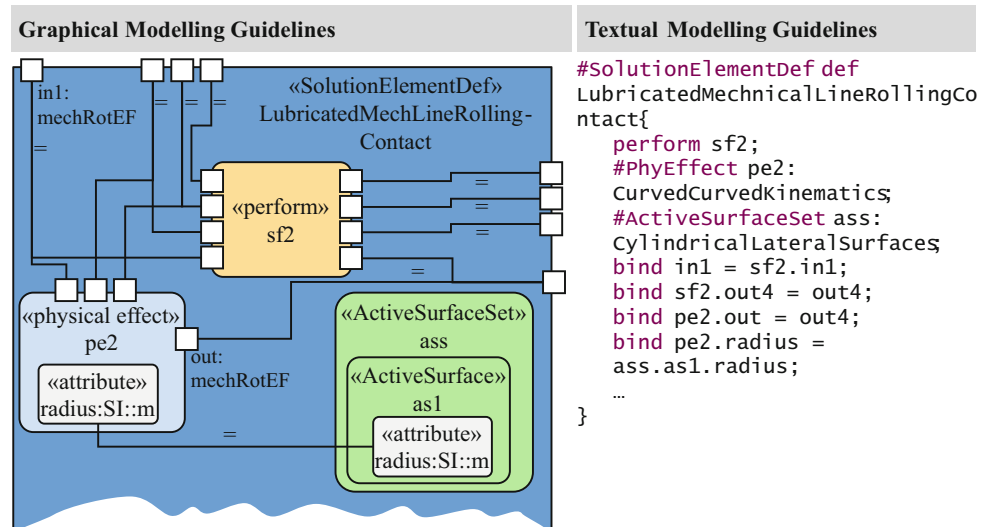 Graphical Modelling Guidelines
in1:
mechRotEF
=
= = =
«SolutionElementDef»
LubricatedMechLineRolling-
Contact
«perform»
sf2
=
=
=
=
«physical effect»
pe2
«attribute»
radius:SI::m
out:
mechRotEF
=
«ActiveSurfaceSet»
ass
«ActiveSurface»
as1
«attribute»
radius:SI::m
Textual Modelling Guidelines
#SolutionElementDef def
LubricatedMechnicalLineRollingCo
ntact{
perform sf2;
#PhyEffect pe2:
CurvedCurvedKinematics;
#ActiveSurfaceSet ass:
CylindricalLateralSurfaces;
bind in1 = sf2.in1;
bind sf2.out4 = out4;
bind pe2.out = out4;
bind pe2.radius =
ass.as1.radius;
…
}